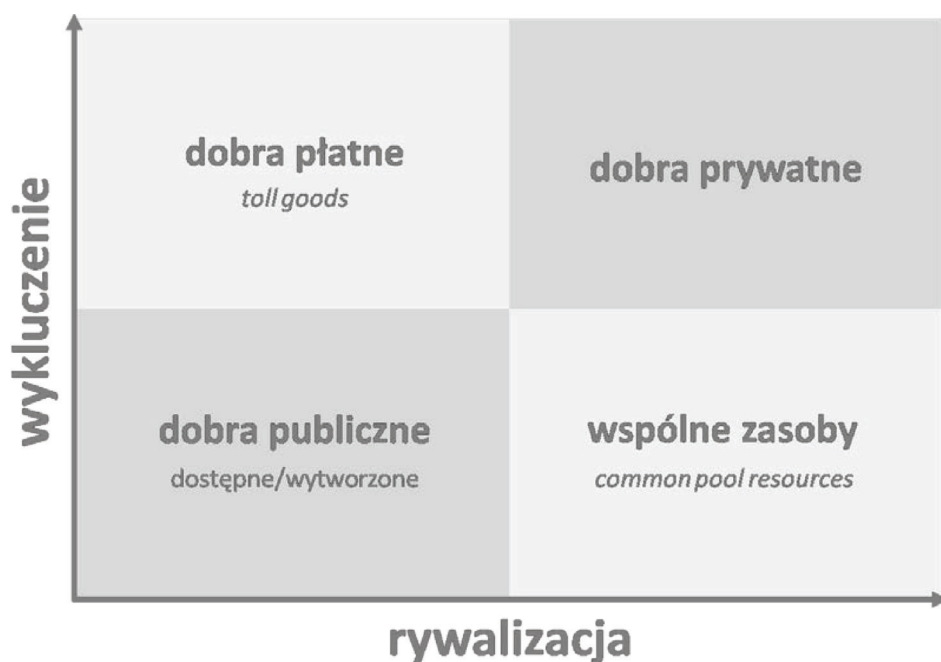 wykluczenie
dobra płatne
toll goods
dobra prywatne
dobra publiczne
dostępne/wytworzone
wspólne zasoby
common pool resources
rywalizacja